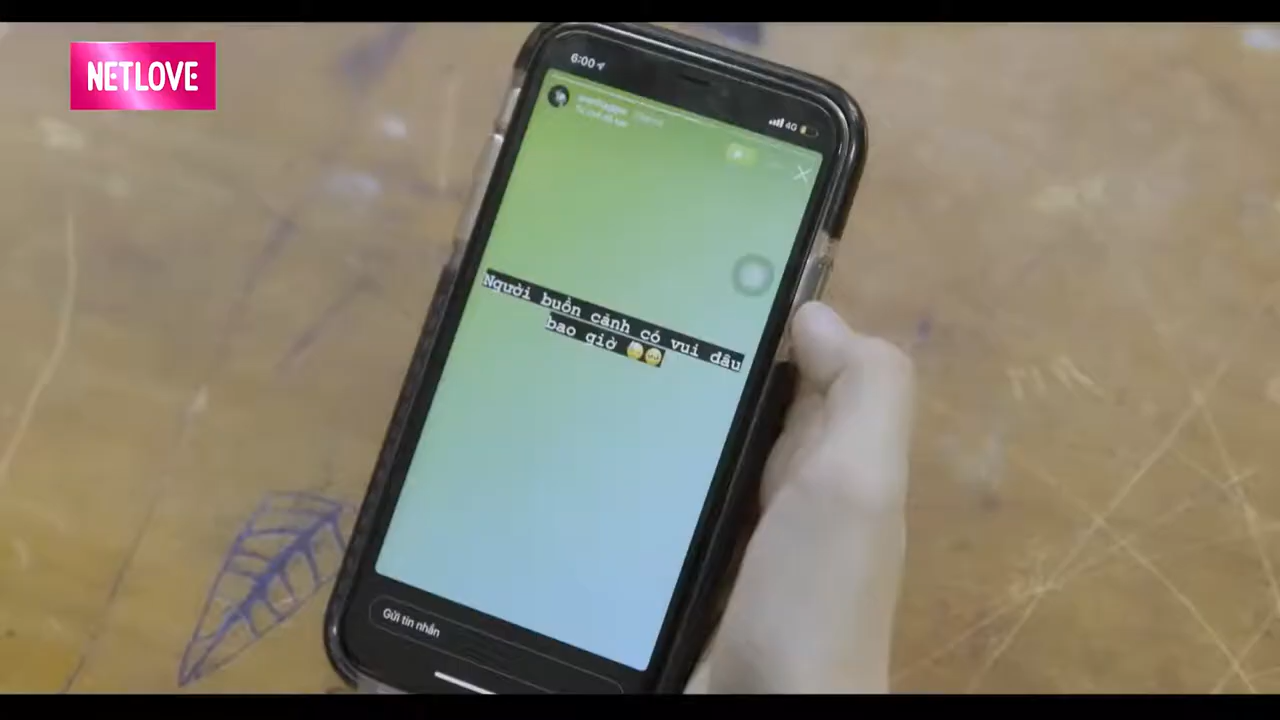 NETLOVE
6:00
4G
Người buồn cảnh có vui đâu
bao giờ 🥺🥺
Gửi tin nhắn